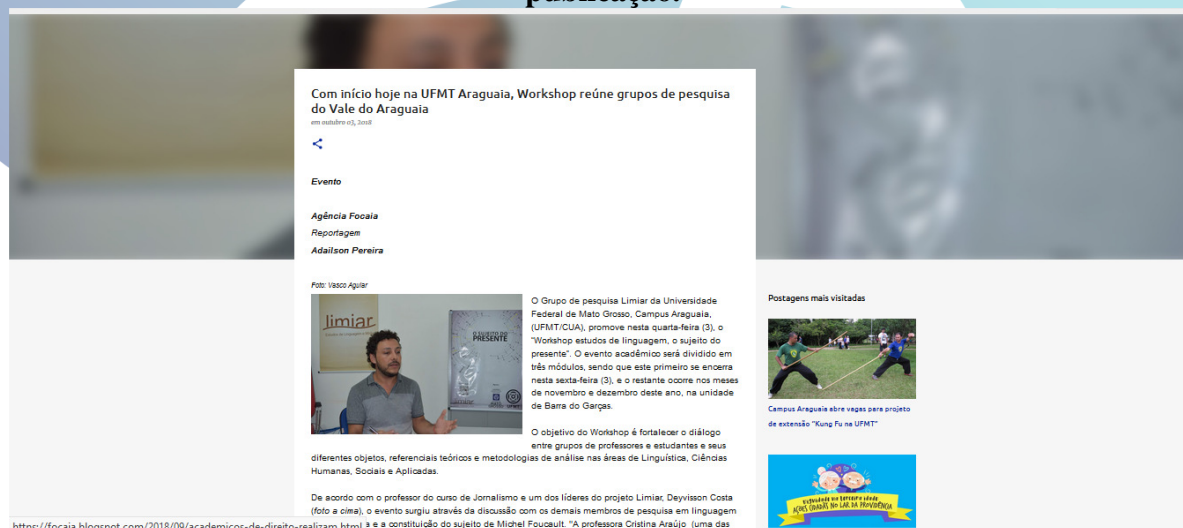 publicação.
Com início hoje na UFMT Araguaia, Workshop reúne grupos de pesquisa
do Vale do Araguaia
em outubro 03, 2018
Evento
Agência Focaia
Reportagem
Adailson Pereira
Foto: Vasco Aguiar
limiar
O SUJEITO DO
PRESENTE
O Grupo de pesquisa Limiar da Universidade
Federal de Mato Grosso, Campus Araguaia,
(UFMT/CUA), promove nesta quarta-feira (3), o
"Workshop estudos de linguagem, o sujeito do
presente". O evento acadêmico será dividido em
três módulos, sendo que este primeiro se encerra
nesta sexta-feira (3), e o restante ocorre nos meses
de novembro e dezembro deste ano, na unidade
de Barra do Garças.
O objetivo do Workshop é fortalecer o diálogo
entre grupos de professores e estudantes e seus
diferentes objetos, referenciais teóricos e metodologias de análise nas áreas de Linguística, Ciências
Humanas, Sociais e Aplicadas.
De acordo com o professor do curso de Jornalismo e um dos líderes do projeto Limiar, Deyvisson Costa
(foto a cima), o evento surgiu através da discussão com os demais membros de pesquisa em linguagem
a e a constituição do sujeito de Michel Foucault. "A professora Cristina Araújo (uma das
Postagens mais visitadas
Campus Araguaia abre vagas para projeto
de extensão "Kung Fu na UFMT"
AÇÕES CIDADÃS NO LAR DA PROVIDÊNCIA
https://focaia.blogspot.com/2018/09/academicos-de-direito-realizam.html